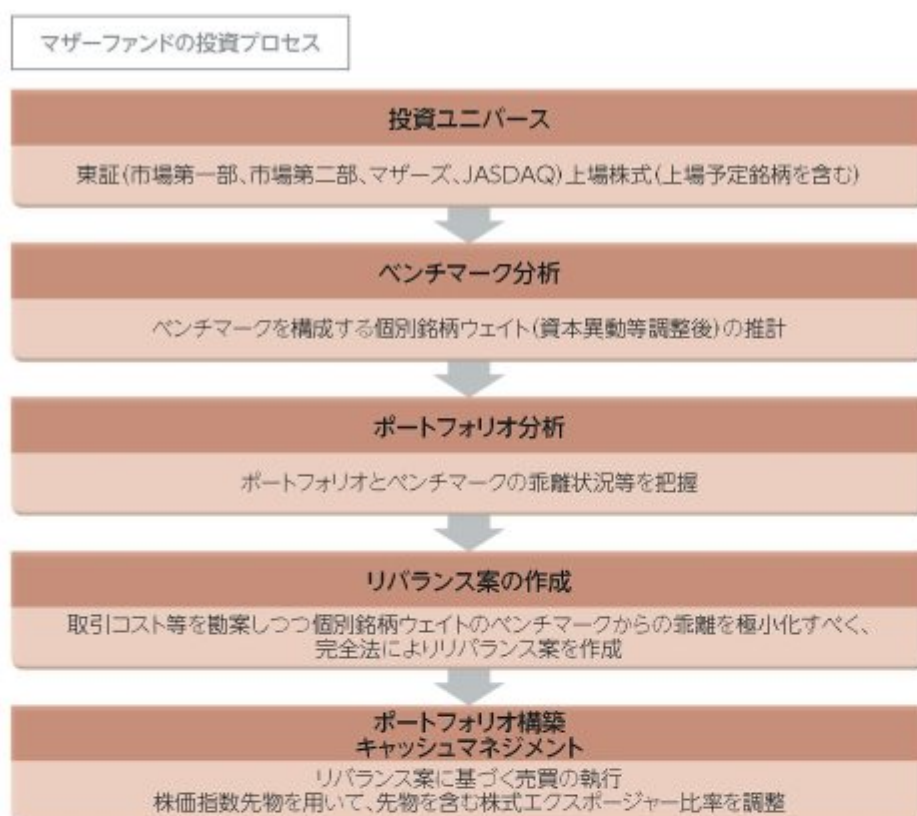 マザーファンドの投資プロセス
投資ユニバース
東証(市場第一部、市場第二部、マザーズ、JASDAQ)上場株式(上場予定銘柄を含む)
ベンチマーク分析
ベンチマークを構成する個別銘柄ウェイト(資本異動等調整後)の推計
ポートフォリオ分析
ポートフォリオとベンチマークの乖離状況等を把握
リバランス案の作成
取引コスト等を勘案しつつ個別銘柄ウェイトのベンチマークからの乖離を極小化すべく、
完全法によりリバランス案を作成
ポートフォリオ構築
キャッシュマネジメント
リバランス案に基づく売買の執行
株価指数先物を用いて、先物を含む株式エクスポージャー比率を調整